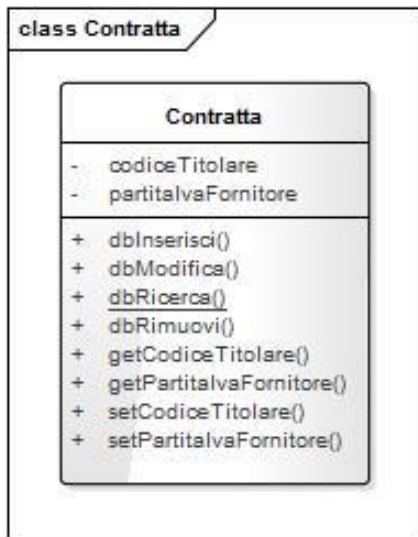 class Contratta
Contratta
- codiceTitolare
- partitaIvaFornitore
+ dbInserisci()
+ dbModifica()
+ dbRicerca()
+ dbRimuovi()
+ getCodiceTitolare()
+ getPartitaIvaFornitore()
+ setCodiceTitolare()
+ setPartitaIvaFornitore()